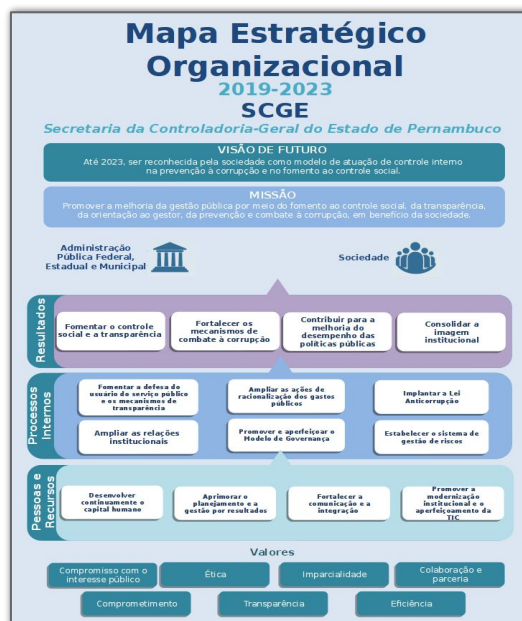 Mapa Estratégico
Organizacional
2019-2023
SCGE
Secretaria da Controladoria-Geral do Estado de Pernambuco
VISÃO DE FUTURO
Até 2023, ser reconhecida pela sociedade como modelo de atuação de controle interno
na prevenção à corrupção e no fomento ao controle social.
MISSÃO
Promover a melhoria da gestão pública por meio do fomento ao controle social, da transparência,
da orientação ao gestor, da prevenção e combate à corrupção, em benefício da sociedade.
Administração
Pública Federal,
Estadual e Municipal
Sociedade
Resultados
Fomentar o controle
social e a transparência
Fortalecer os
mecanismos de
combate à corrupção
Contribuir para a
melhoria do
desempenho das
políticas públicas
Consolidar a
imagem
institucional
Processos
Internos
Fomentar a defesa do
usuário do serviço público
e os mecanismos de
transparência
Ampliar as ações de
racionalização dos gastos
públicos
Implantar a Lei
Anticorrupção
Ampliar as relações
institucionais
Promover e aperfeiçoar o
Modelo de Governança
Estabelecer o sistema de
gestão de riscos
Pessoas e
Recursos
Desenvolver
continuamente o
capital humano
Aprimorar o
planejamento e a
gestão por resultados
Fortalecer a
comunicação e a
integração
Promover a
modernização
institucional e o
aperfeiçoamento da
TIC
Valores
Compromisso com o
interesse público
Ética
Imparcialidade
Colaboração e
parceria
Comprometimento
Transparência
Eficiência